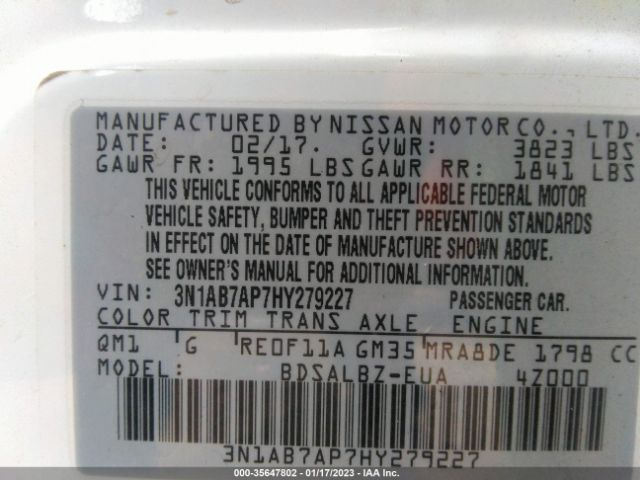 MANUFACTURED BY NISSAN MOTOR CO., LTD.
DATE: 02/17. GVWR: 3823 LBS
GAWR FR: 1995 LBS GAWR RR: 1841 LBS
THIS VEHICLE CONFORMS TO ALL APPLICABLE FEDERAL MOTOR
VEHICLE SAFETY, BUMPER AND THEFT PREVENTION STANDARDS
IN EFFECT ON THE DATE OF MANUFACTURE SHOWN ABOVE.
SEE OWNER'S MANUAL FOR ADDITIONAL INFORMATION.
VIN: 3N1AB7AP7HY279227 PASSENGER CAR.
COLOR TRIM TRANS AXLE ENGINE
QM1 G RE0F11A GM35 MRA8DE 1798 CC
BDSALBZ-EUA 4Z000
3N1AB7AP7HY279227
000-35647802 - 01/17/2023 - IAA Inc.